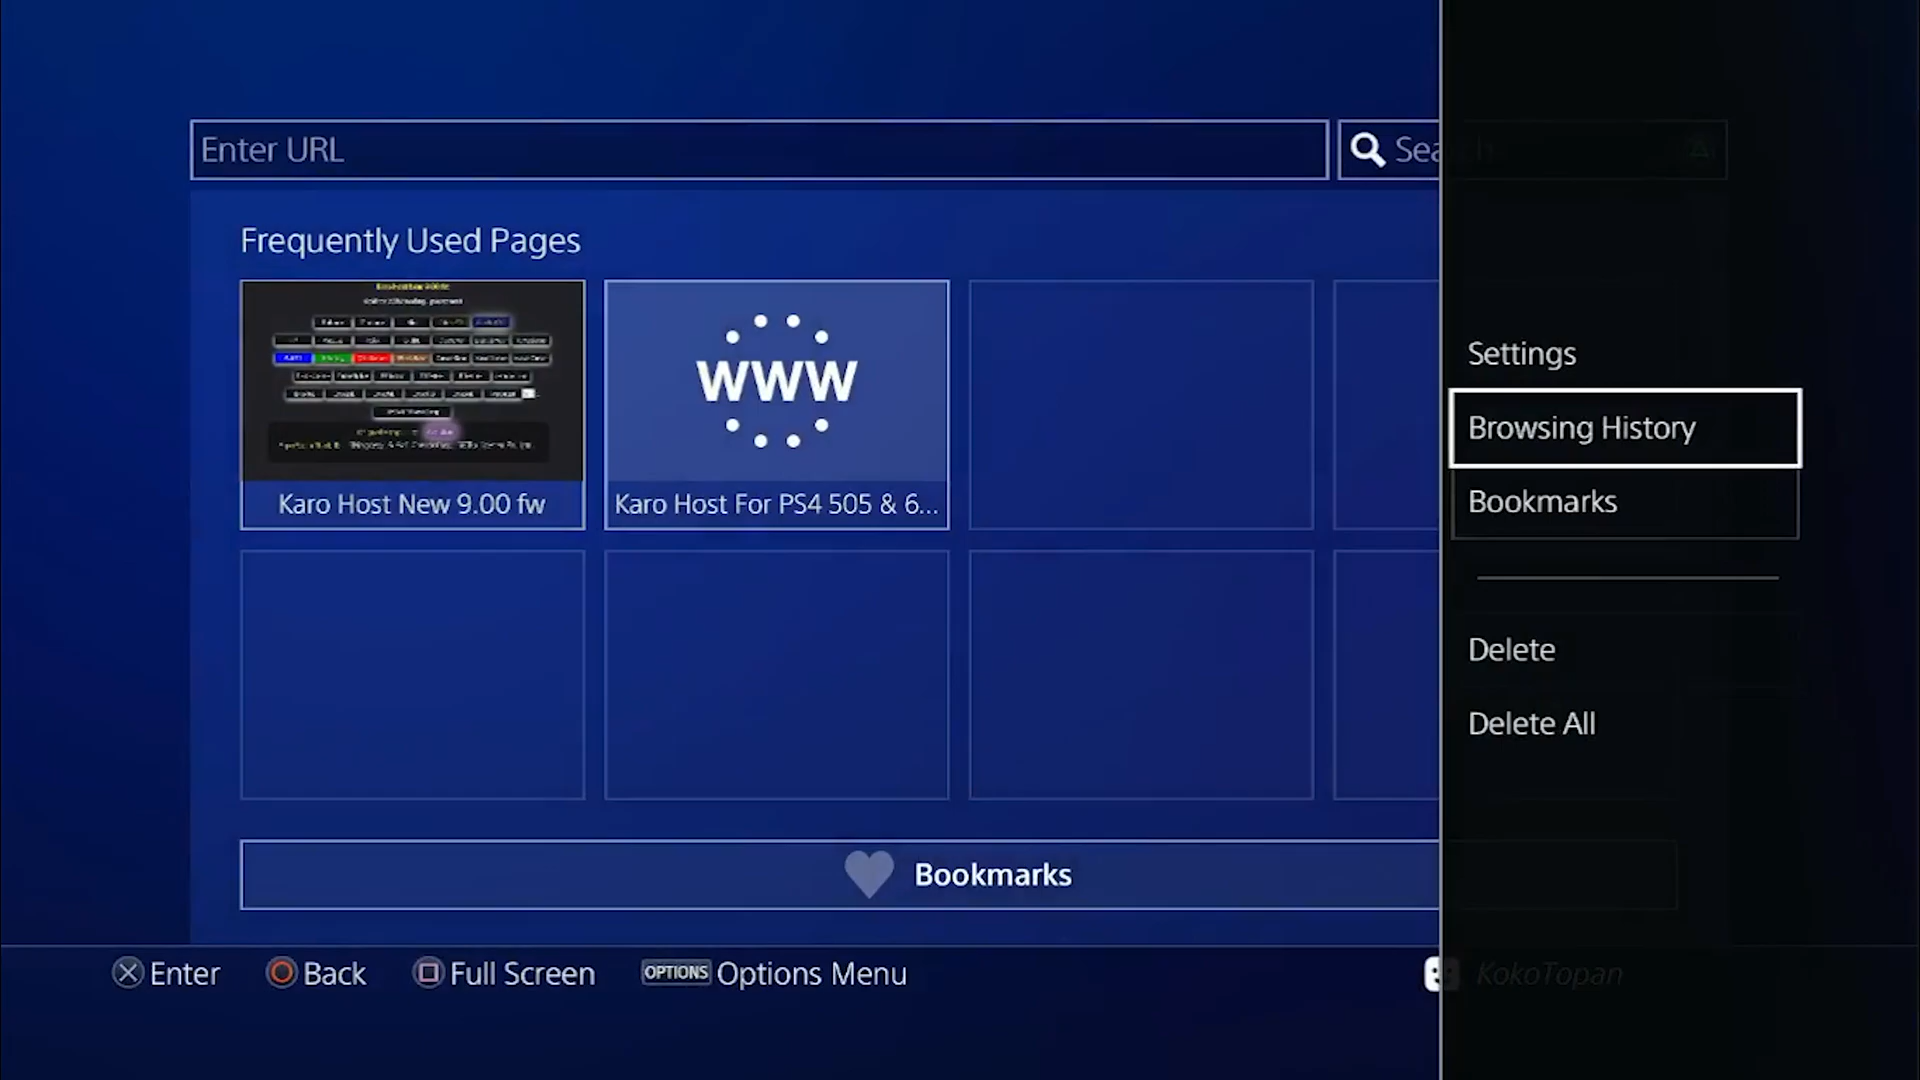 Enter URL
Sea
Frequently Used Pages
WWW
Karo Host New 9.00 fw
Karo Host For PS4 505 & 6...
Bookmarks
Enter
Back
Full Screen
OPTIONS Options Menu
Settings
Browsing History
Bookmarks
Delete
Delete All
KokoTopan